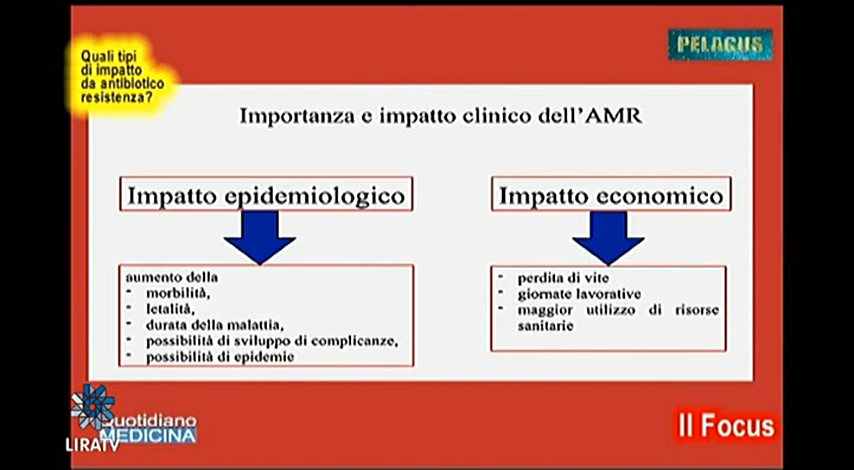 Quali tipi
di impatto
da antibiotico
resistenza?
PELAGUS
Importanza e impatto clinico dell'AMR
Impatto epidemiologico
Impatto economico
aumento della
- morbilità,
- letalità,
- durata della malattia,
- possibilità di sviluppo di complicanze,
- possibilità di epidemie
- perdita di vite
- giornate lavorative
- maggior utilizzo di risorse
sanitarie
quotidiano
MEDICINA
LIRATV
Il Focus